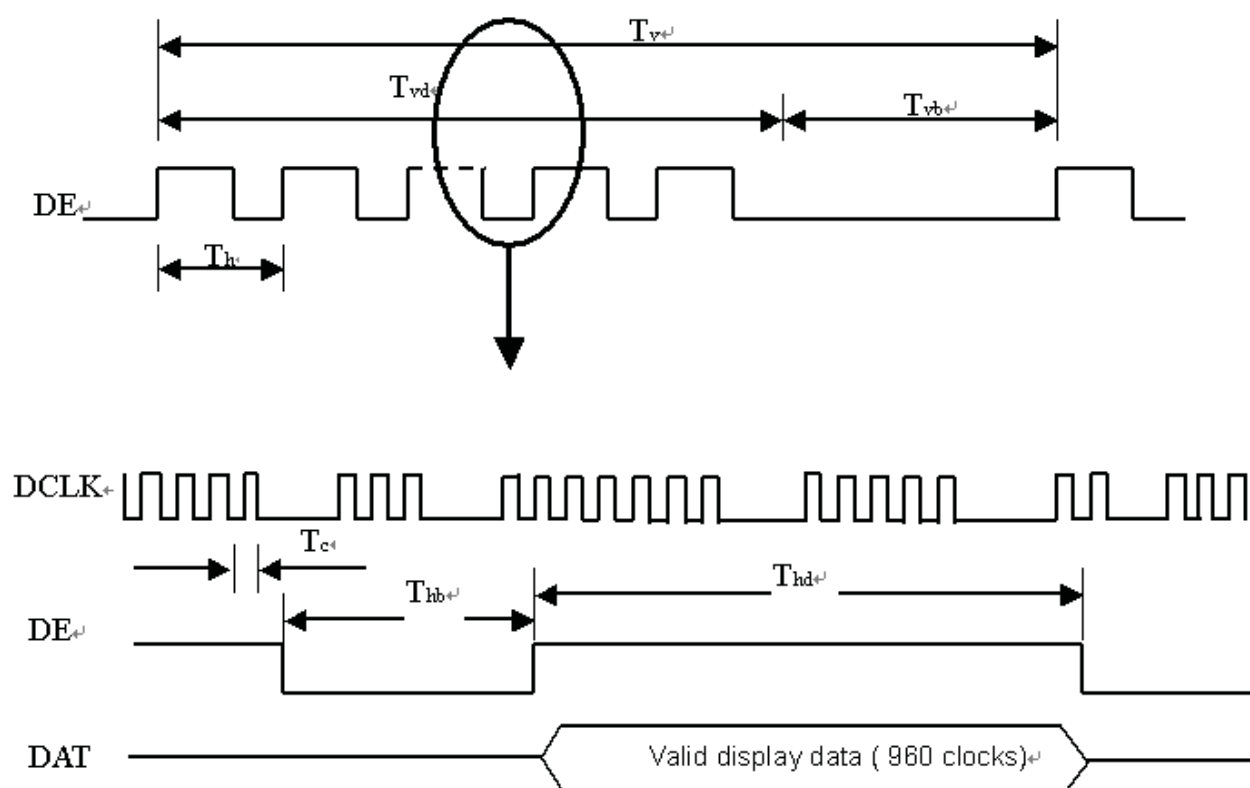 Tv↵
Tvd↵
Tvb↵
DE↵
Th↵
DCLK↵
Tc↵
Thb↵
Thd↵
DE↵
DAT
Valid display data ( 960 clocks)↵